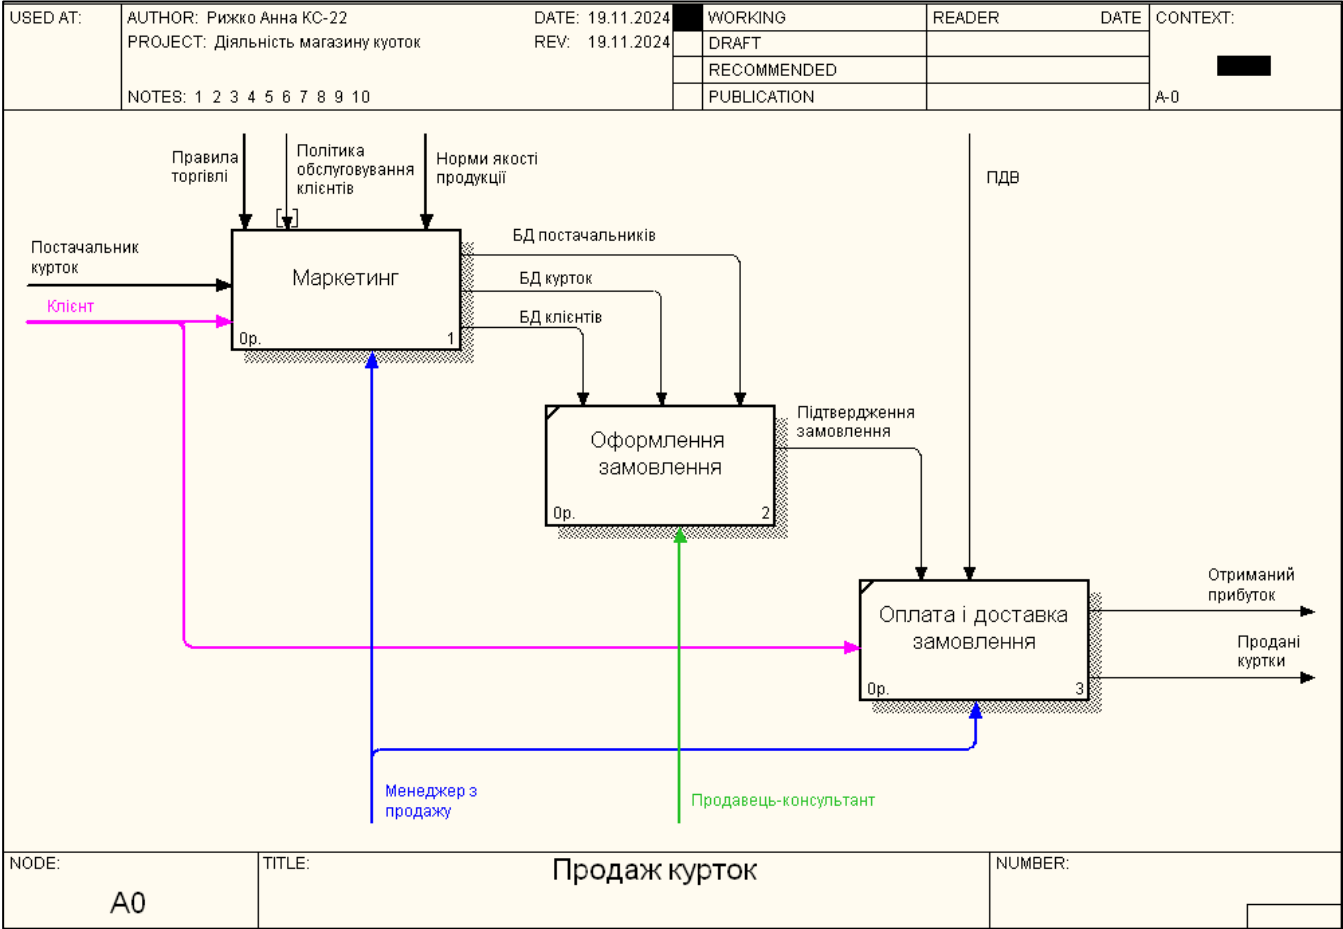 USED AT:
AUTHOR: Рижко Анна КС-22
DATE: 19.11.2024
PROJECT: Діяльність магазину куоток
REV: 19.11.2024
NOTES: 1 2 3 4 5 6 7 8 9 10
WORKING
DRAFT
RECOMMENDED
PUBLICATION
READER
DATE
CONTEXT:
A-0
Правила
торгівлі
Політика
обслуговування
клієнтів
Норми якості
продукції
ПДВ
Постачальник
курток
Клієнт
Маркетинг
0р.
1
БД постачальників
БД курток
БД клієнтів
Оформлення
замовлення
0р.
2
Підтвердження
замовлення
Оплата і доставка
замовлення
0р.
3
Отриманий
прибуток
Продані
куртки
Менеджер з
продажу
Продавець-консультант
NODE:
A0
TITLE:
Продаж курток
NUMBER: